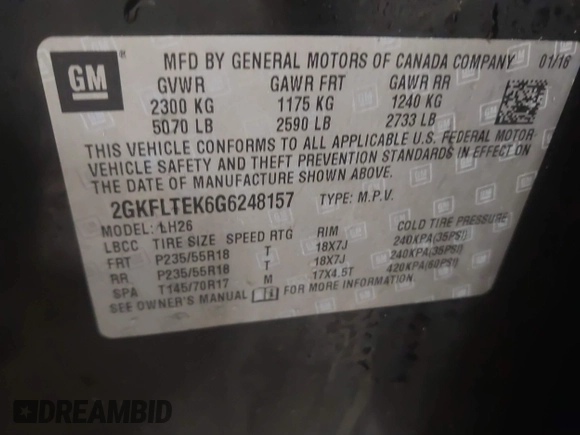 GM
MFD BY GENERAL MOTORS OF CANADA COMPANY 01/16
GVWR GAWR FRT GAWR RR
2300 KG 1175 KG 1240 KG
5070 LB 2590 LB 2733 LB
THIS VEHICLE CONFORMS TO ALL APPLICABLE U.S. FEDERAL MOTOR
VEHICLE SAFETY AND THEFT PREVENTION STANDARDS IN EFFECT ON
THE DATE OF MANUFACTURE SHOWN ABOVE.
2GKFLTEK6G6248157 TYPE: M.P.V.
MODEL: LH26
LBCC TIRE SIZE SPEED RTG RIM COLD TIRE PRESSURE
FRT P235/55R18 T 18X7J 240KPA(35PSI)
RR P235/55R18 T 18X7J 240KPA(35PSI)
SPA T145/70R17 M 17X4.5T 420KPA(60PSI)
SEE OWNER'S MANUAL FOR MORE INFORMATION.
DREAMBID